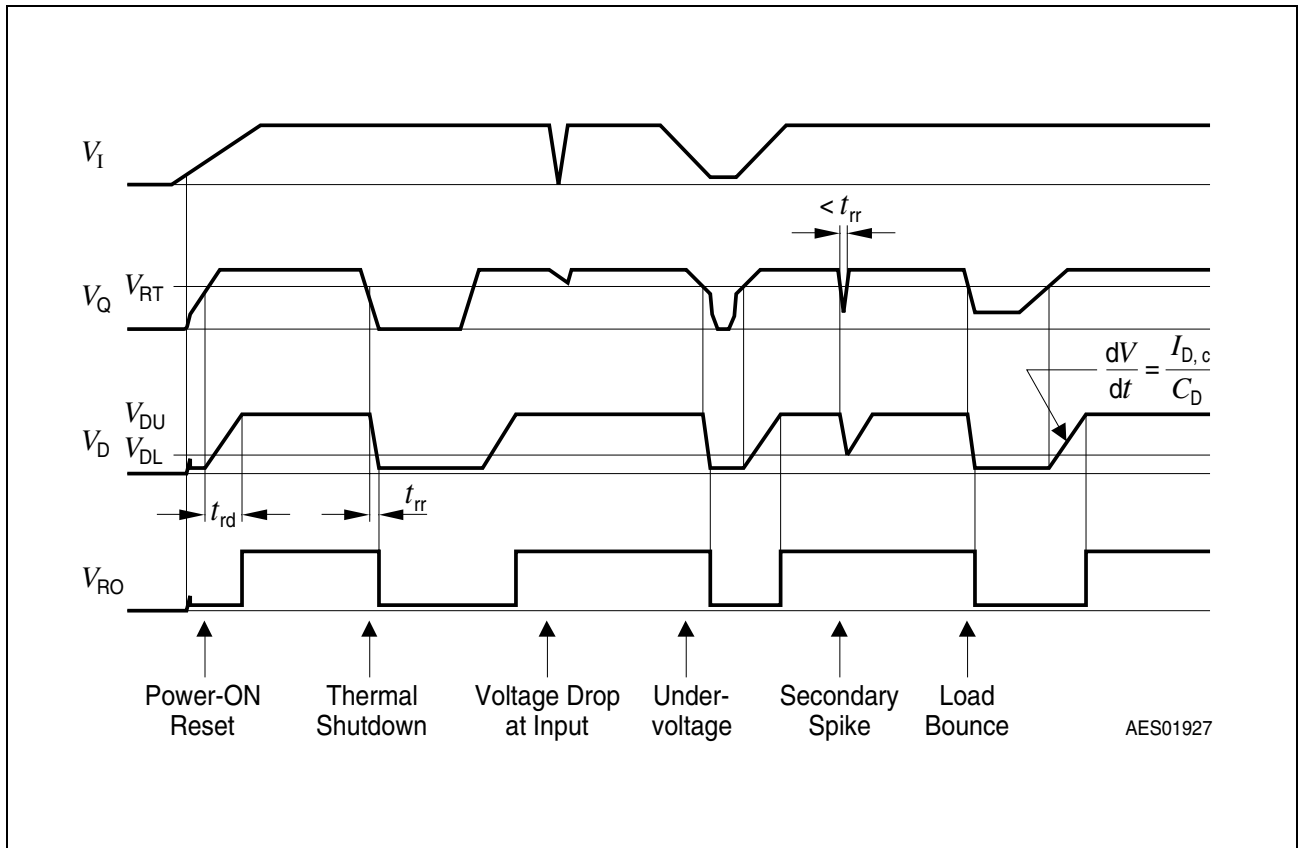 V_I
< t_rr
V_Q V_RT
dV/dt = I_D, c/C_D
V_DU
V_D V_DL
t_rd
t_rr
V_RO
Power-ON Reset
Thermal Shutdown
Voltage Drop at Input
Under- voltage
Secondary Spike
Load Bounce
AES01927